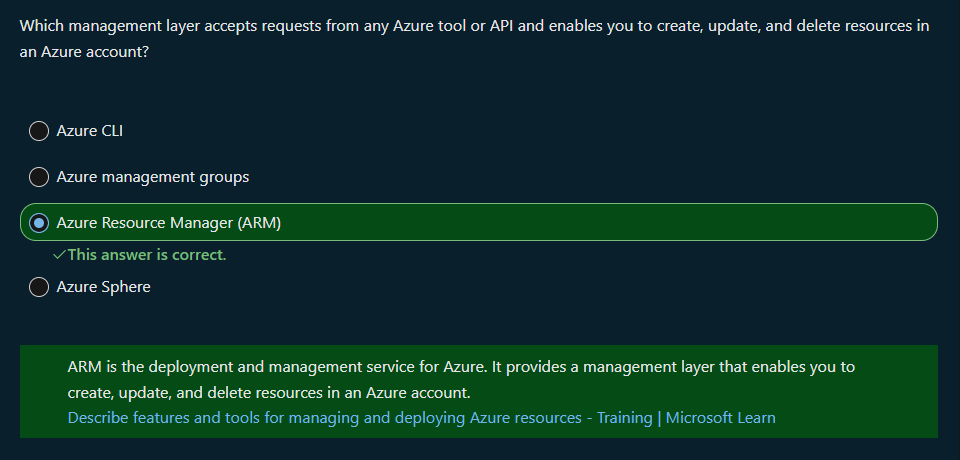 Which management layer accepts requests from any Azure tool or API and enables you to create, update, and delete resources in
an Azure account?
Azure CLI
Azure management groups
Azure Resource Manager (ARM)
✓This answer is correct.
Azure Sphere
ARM is the deployment and management service for Azure. It provides a management layer that enables you to
create, update, and delete resources in an Azure account.
Describe features and tools for managing and deploying Azure resources - Training | Microsoft Learn